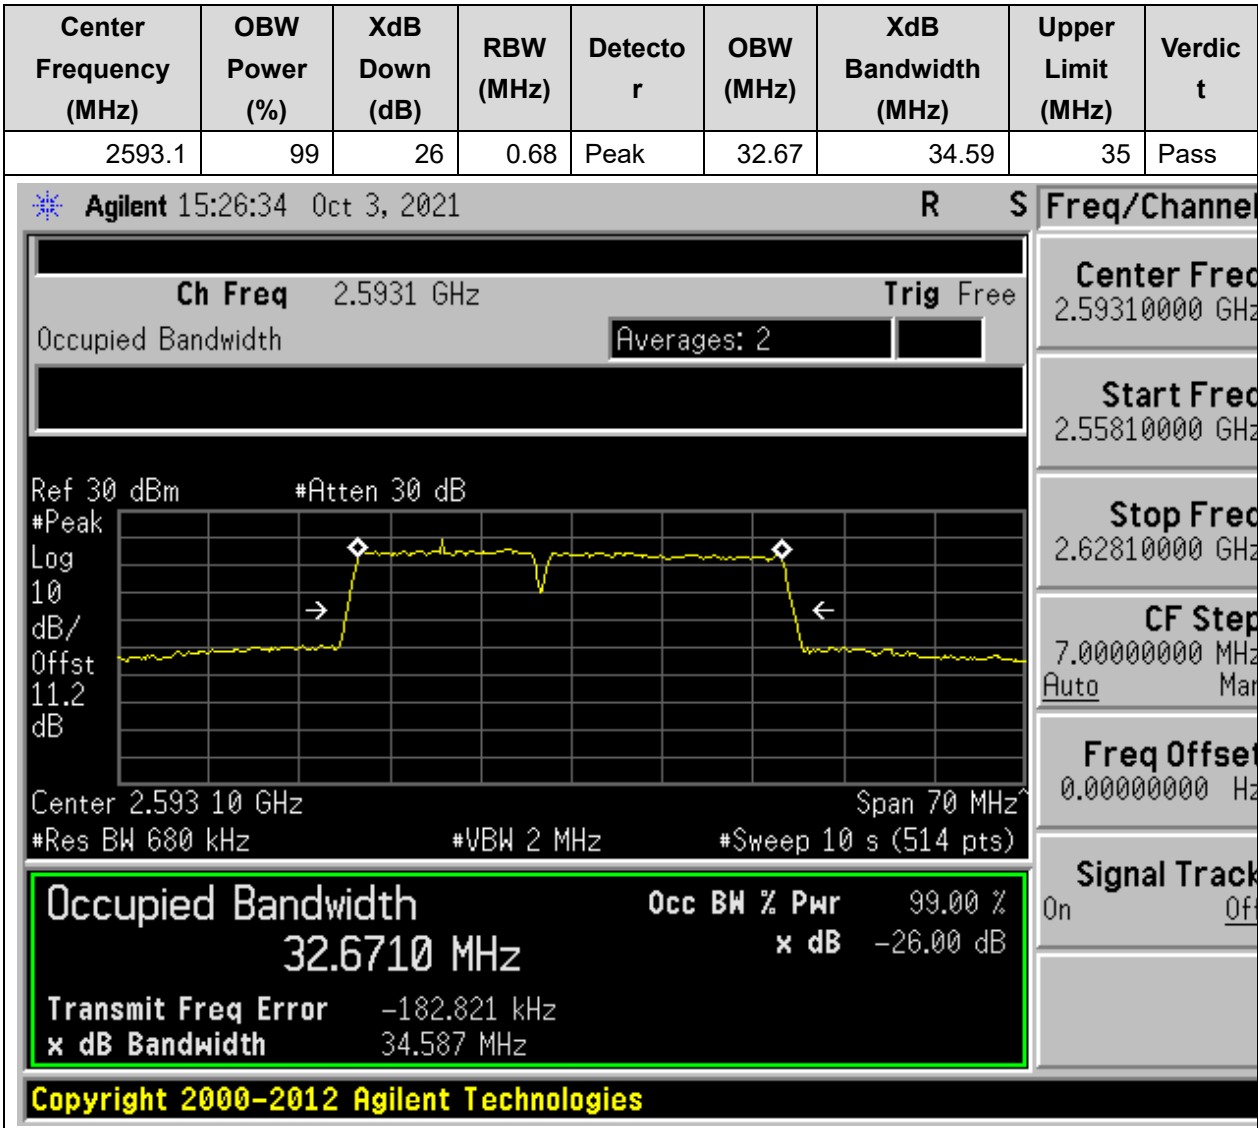 Center Frequency (MHz) OBW Power (%) XdB Down (dB) RBW (MHz) Detecto r OBW (MHz) XdB Bandwidth (MHz) Upper Limit (MHz) Verdic t
2593.1 99 26 0.68 Peak 32.67 34.59 35 Pass
Agilent 15:26:34 Oct 3, 2021 R S
Freq/Channel
Ch Freq 2.5931 GHz Trig Free
Occupied Bandwidth Averages: 2
Center Freq
2.59310000 GHz
Start Freq
2.55810000 GHz
Stop Freq
2.62810000 GHz
CF Step
7.00000000 MHz
Auto Man
Freq Offset
0.00000000 Hz
Signal Track
On Off
Ref 30 dBm #Atten 30 dB
#Peak
Log
10
dB/
Offst
11.2
dB
Center 2.593 10 GHz Span 70 MHz^
#Res BW 680 kHz #VBW 2 MHz #Sweep 10 s (514 pts)
Occupied Bandwidth Occ BW % Pwr 99.00 %
32.6710 MHz x dB -26.00 dB
Transmit Freq Error -182.821 kHz
x dB Bandwidth 34.587 MHz
Copyright 2000-2012 Agilent Technologies